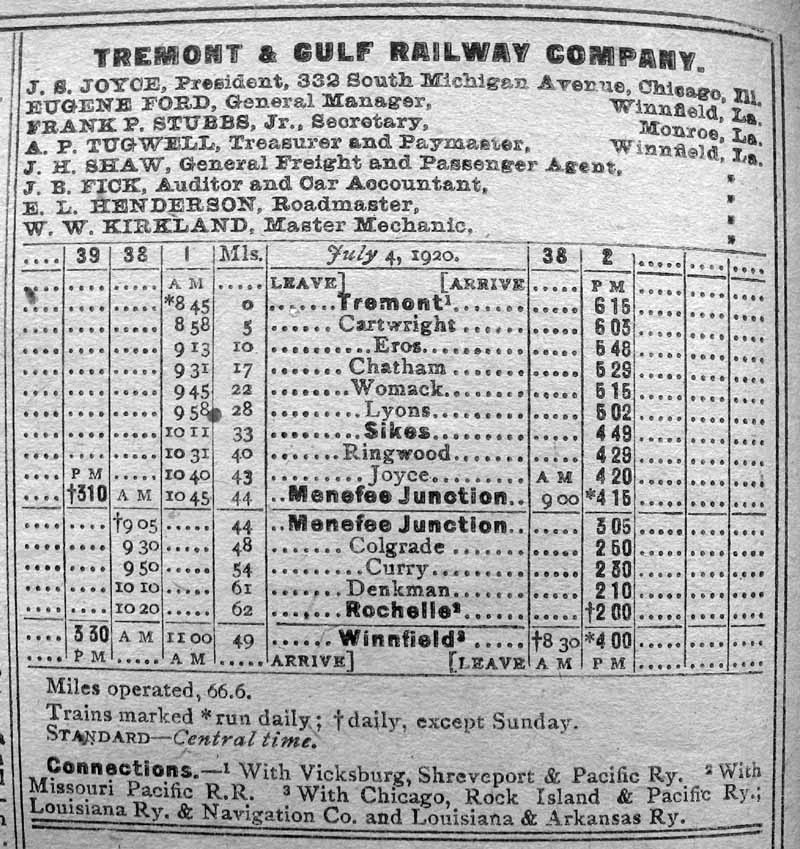 TREMONT & GULF RAILWAY COMPANY.
J. S. JOYCE, President, 332 South Michigan Avenue, Chicago, Ill.
EUGENE FORD, General Manager, Winnfield, La.
FRANK P. STUBBS, Jr., Secretary, Monroe, La.
A. P. TUGWELL, Treasurer and Paymaster, Winnfield, La.
J. H. SHAW, General Freight and Passenger Agent, "
J. B. FICK, Auditor and Car Accountant, "
E. L. HENDERSON, Roadmaster, "
W. W. KIRKLAND, Master Mechanic, "
.... 39 38 1 Mls. July 4, 1920. 38 2 ..... ..... ....
A M ..... LEAVE] [ARRIVE ..... P M
*8 45 0 Tremont¹ 6 15
8 58 5 Cartwright 6 03
9 13 10 Eros 5 48
9 31 17 Chatham 5 29
9 45 22 Womack 5 15
9 58 28 Lyons 5 02
10 11 33 Sikes 4 49
10 31 40 Ringwood 4 29
P M 10 40 43 Joyce A M 4 20
†3 10 A M 10 45 44 Menefee Junction 9 00 *4 15
†9 05 44 Menefee Junction 3 05
9 30 48 Colgrade 2 50
9 50 54 Curry 2 30
10 10 61 Denkman 2 10
10 20 62 Rochelle² †2 00
3 30 A M 11 00 49 Winnfield³ †8 30 *4 00
P M ..... A M ..... ARRIVE] [LEAVE A M P M
Miles operated, 66.6.
Trains marked * run daily; † daily, except Sunday.
STANDARD—Central time.
Connections.—¹ With Vicksburg, Shreveport & Pacific Ry. ² With
Missouri Pacific R.R. ³ With Chicago, Rock Island & Pacific Ry.;
Louisiana Ry. & Navigation Co. and Louisiana & Arkansas Ry.